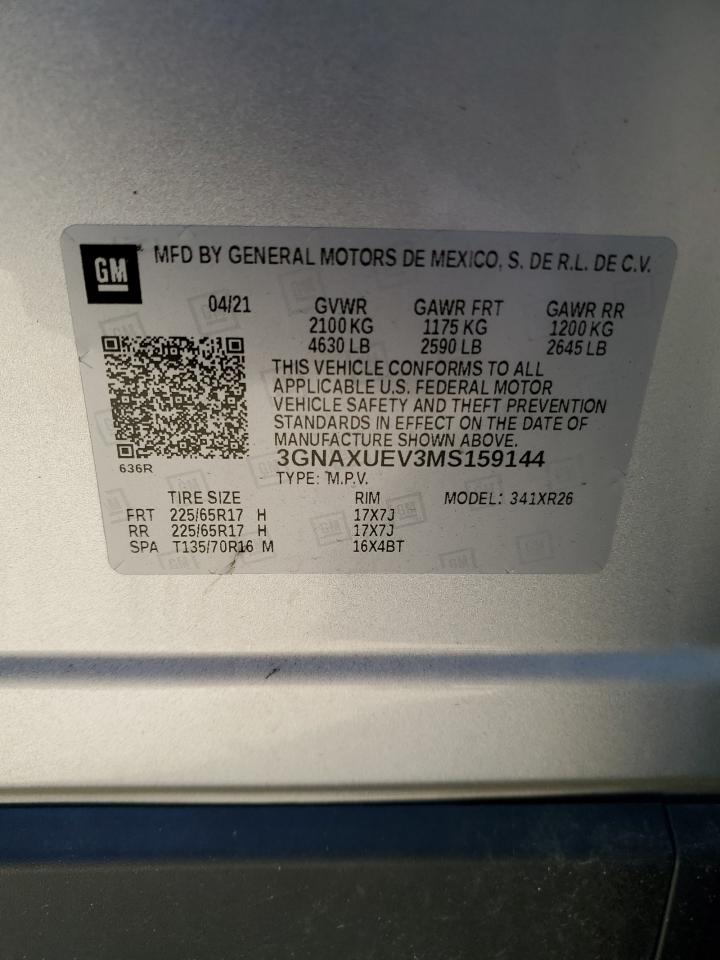 GM
MFD BY GENERAL MOTORS DE MEXICO, S. DE R.L. DE C.V.
04/21 GVWR GAWR FRT GAWR RR
2100 KG 1175 KG 1200 KG
4630 LB 2590 LB 2645 LB
THIS VEHICLE CONFORMS TO ALL
APPLICABLE U.S. FEDERAL MOTOR
VEHICLE SAFETY AND THEFT PREVENTION
STANDARDS IN EFFECT ON THE DATE OF
MANUFACTURE SHOWN ABOVE.
636R
3GNAXUEV3MS159144
TYPE: M.P.V.
TIRE SIZE RIM MODEL: 341XR26
FRT 225/65R17 H 17X7J
RR 225/65R17 H 17X7J
SPA T135/70R16 M 16X4BT